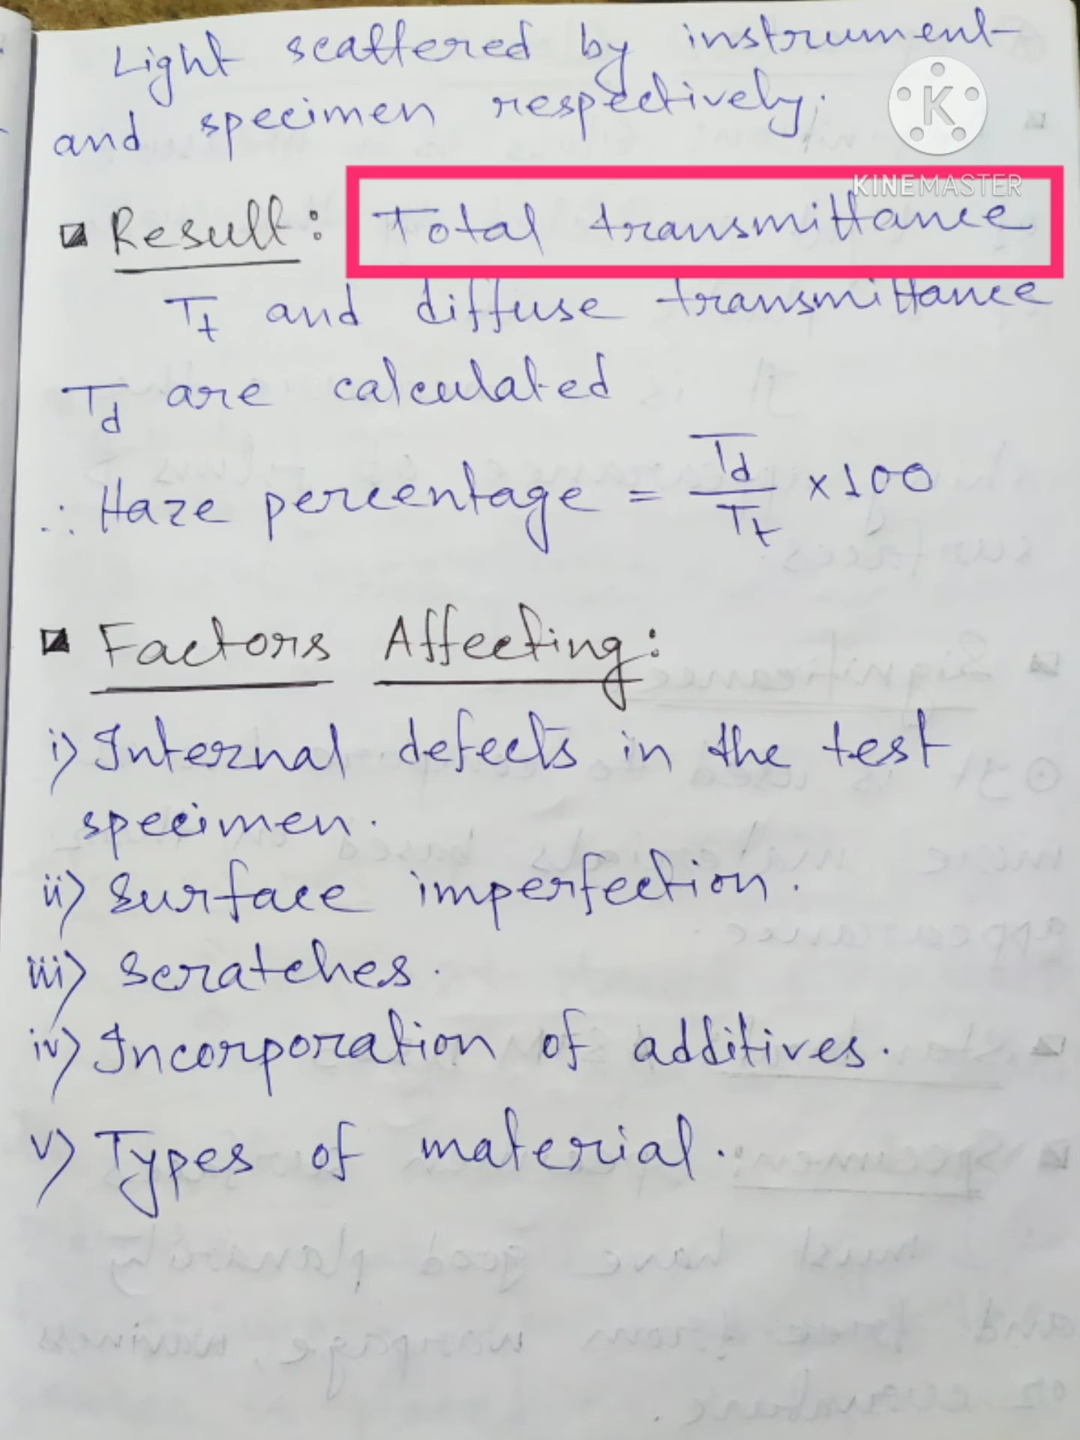 Light scattered by instrument
and specimen respectively.
K
KINEMASTER
Result: Total transmittance
Tt and diffuse transmittance
Td are calculated
∴ Haze percentage = Td/Tt × 100
Factors Affecting:
i) Internal defects in the test
specimen.
ii) Surface imperfection.
iii) Scratches.
iv) Incorporation of additives.
v) Types of material.